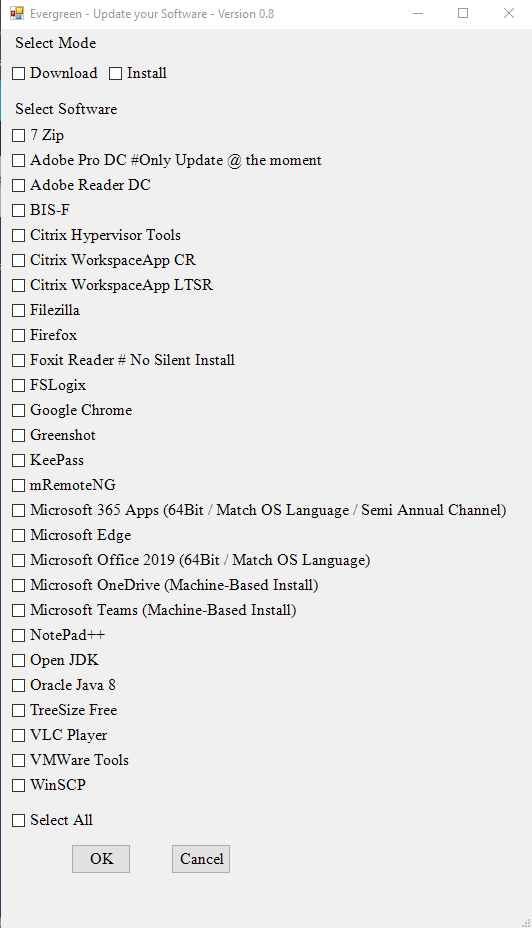 Evergreen - Update your Software - Version 0.8
Select Mode
Download Install
Select Software
7 Zip
Adobe Pro DC #Only Update @ the moment
Adobe Reader DC
BIS-F
Citrix Hypervisor Tools
Citrix WorkspaceApp CR
Citrix WorkspaceApp LTSR
Filezilla
Firefox
Foxit Reader # No Silent Install
FSLogix
Google Chrome
Greenshot
KeePass
mRemoteNG
Microsoft 365 Apps (64Bit / Match OS Language / Semi Annual Channel)
Microsoft Edge
Microsoft Office 2019 (64Bit / Match OS Language)
Microsoft OneDrive (Machine-Based Install)
Microsoft Teams (Machine-Based Install)
NotePad++
Open JDK
Oracle Java 8
TreeSize Free
VLC Player
VMWare Tools
WinSCP
Select All
OK Cancel